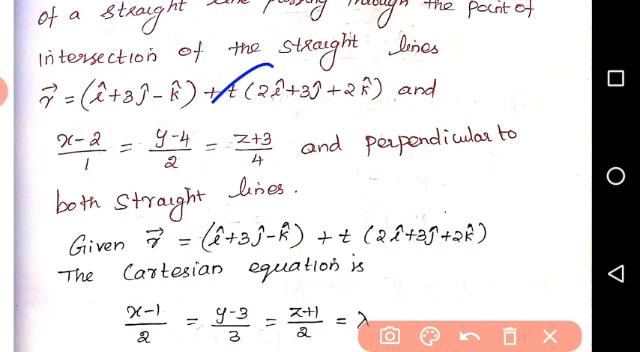 of a straight line passing through the point of
intersection of the straight lines
r⃗ = (î+3ĵ−k̂) + t (2î+3ĵ+2k̂) and
x−2/1 = y−4/2 = z+3/4 and perpendicular to
both straight lines.
Given r⃗ = (î+3ĵ−k̂) + t (2î+3ĵ+2k̂)
The Cartesian equation is
x−1/2 = y−3/3 = z+1/2 = λ